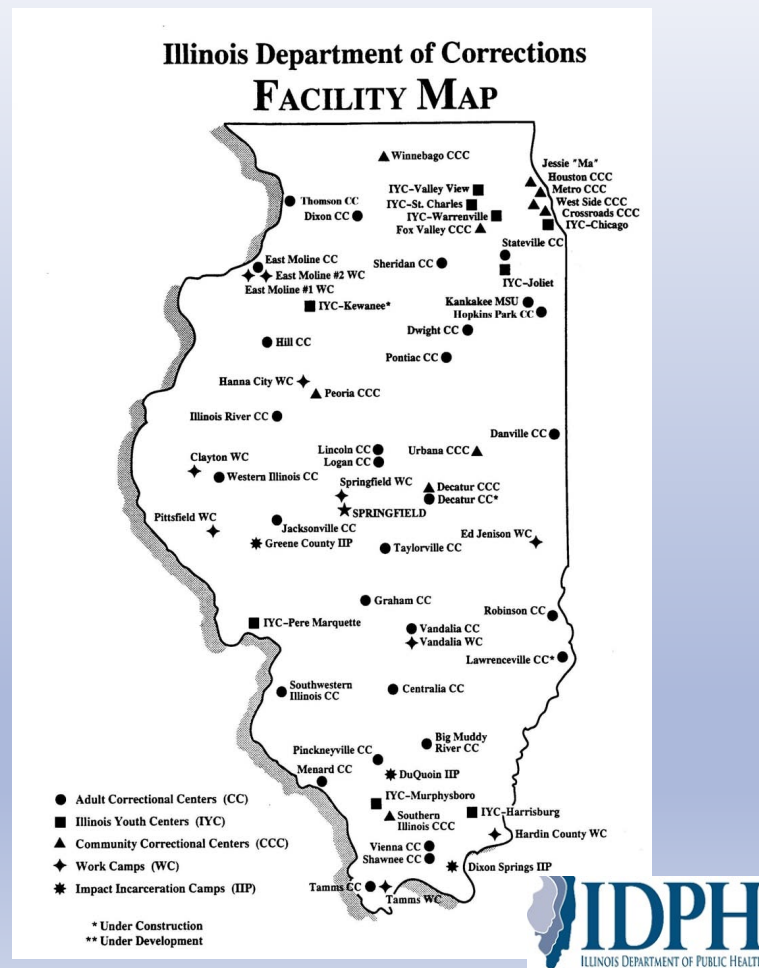 Illinois Department of Corrections
FACILITY MAP
Winnebago CCC
Jessie "Ma"
Houston CCC
Metro CCC
West Side CCC
Crossroads CCC
IYC-Chicago
IYC-Valley View
IYC-St. Charles
IYC-Warrenville
Fox Valley CCC
Thomson CC
Dixon CC
Stateville CC
East Moline CC
East Moline #2 WC
East Moline #1 WC
Sheridan CC
IYC-Joliet
IYC-Kewanee*
Kankakee MSU
Hopkins Park CC
Dwight CC
Hill CC
Pontiac CC
Hanna City WC
Peoria CCC
Illinois River CC
Danville CC
Lincoln CC
Logan CC
Urbana CCC
Clayton WC
Western Illinois CC
Springfield WC
Decatur CCC
Decatur CC*
SPRINGFIELD
Pittsfield WC
Jacksonville CC
Greene County IIP
Taylorville CC
Ed Jenison WC
Graham CC
Robinson CC
IYC-Pere Marquette
Vandalia CC
Vandalia WC
Lawrenceville CC*
Southwestern
Illinois CC
Centralia CC
Big Muddy
River CC
Pinckneyville CC
Menard CC
DuQuoin IIP
IYC-Murphysboro
Southern
Illinois CCC
IYC-Harrisburg
Hardin County WC
Vienna CC
Shawnee CC
Dixon Springs IIP
Tamms CC
Tamms WC
Adult Correctional Centers (CC)
Illinois Youth Centers (IYC)
Community Correctional Centers (CCC)
Work Camps (WC)
Impact Incarceration Camps (IIP)
* Under Construction
** Under Development
IDPH
ILLINOIS DEPARTMENT OF PUBLIC HEALTH